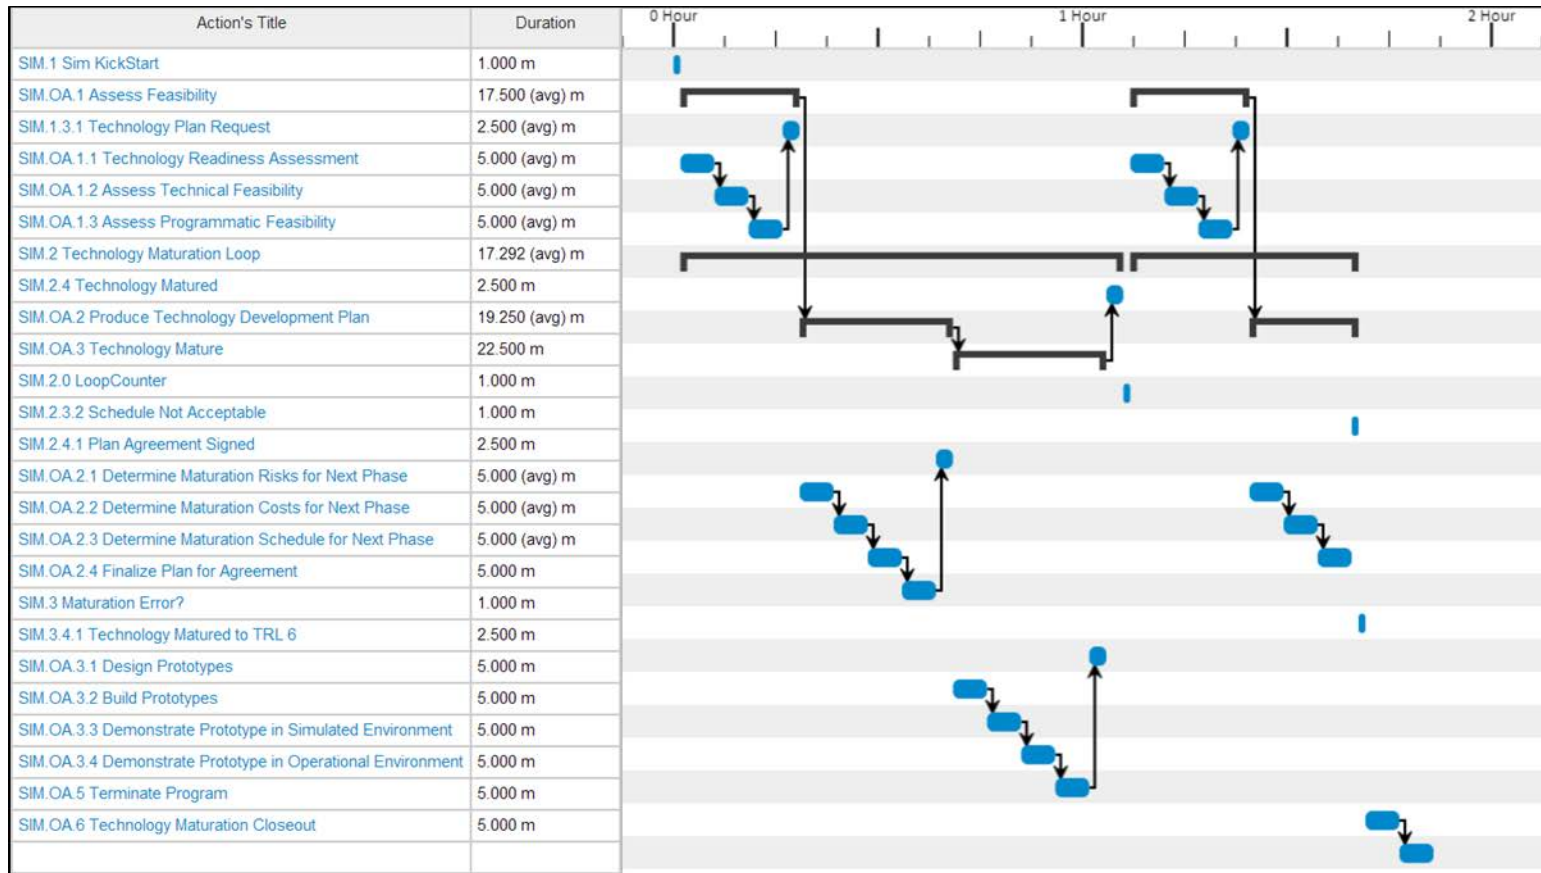 Action's Title Duration 0 Hour 1 Hour 2 Hour
SIM.1 Sim KickStart 1.000 m
SIM.OA.1 Assess Feasibility 17.500 (avg) m
SIM.1.3.1 Technology Plan Request 2.500 (avg) m
SIM.OA.1.1 Technology Readiness Assessment 5.000 (avg) m
SIM.OA.1.2 Assess Technical Feasibility 5.000 (avg) m
SIM.OA.1.3 Assess Programmatic Feasibility 5.000 (avg) m
SIM.2 Technology Maturation Loop 17.292 (avg) m
SIM.2.4 Technology Matured 2.500 m
SIM.OA.2 Produce Technology Development Plan 19.250 (avg) m
SIM.OA.3 Technology Mature 22.500 m
SIM.2.0 LoopCounter 1.000 m
SIM.2.3.2 Schedule Not Acceptable 1.000 m
SIM.2.4.1 Plan Agreement Signed 2.500 m
SIM.OA.2.1 Determine Maturation Risks for Next Phase 5.000 (avg) m
SIM.OA.2.2 Determine Maturation Costs for Next Phase 5.000 (avg) m
SIM.OA.2.3 Determine Maturation Schedule for Next Phase 5.000 (avg) m
SIM.OA.2.4 Finalize Plan for Agreement 5.000 m
SIM.3 Maturation Error? 1.000 m
SIM.3.4.1 Technology Matured to TRL 6 2.500 m
SIM.OA.3.1 Design Prototypes 5.000 m
SIM.OA.3.2 Build Prototypes 5.000 m
SIM.OA.3.3 Demonstrate Prototype in Simulated Environment 5.000 m
SIM.OA.3.4 Demonstrate Prototype in Operational Environment 5.000 m
SIM.OA.5 Terminate Program 5.000 m
SIM.OA.6 Technology Maturation Closeout 5.000 m